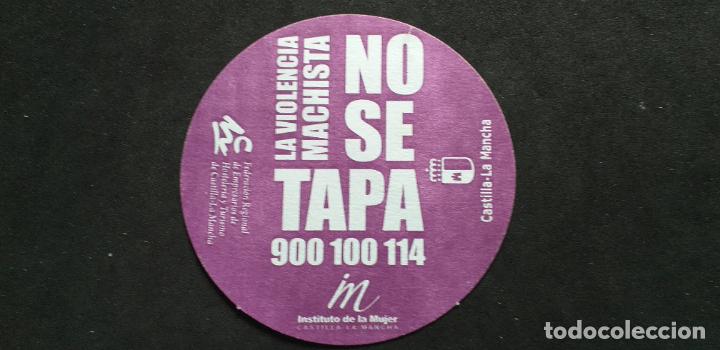 LA VIOLENCIA
MACHISTA
NO
SE
TAPA
900 100 114
Instituto de la Mujer
CASTILLA-LA MANCHA
Castilla-La Mancha
Federación Regional
de Empresarios de
Hostelería y Turismo
de Castilla-La Mancha
todocoleccion.net